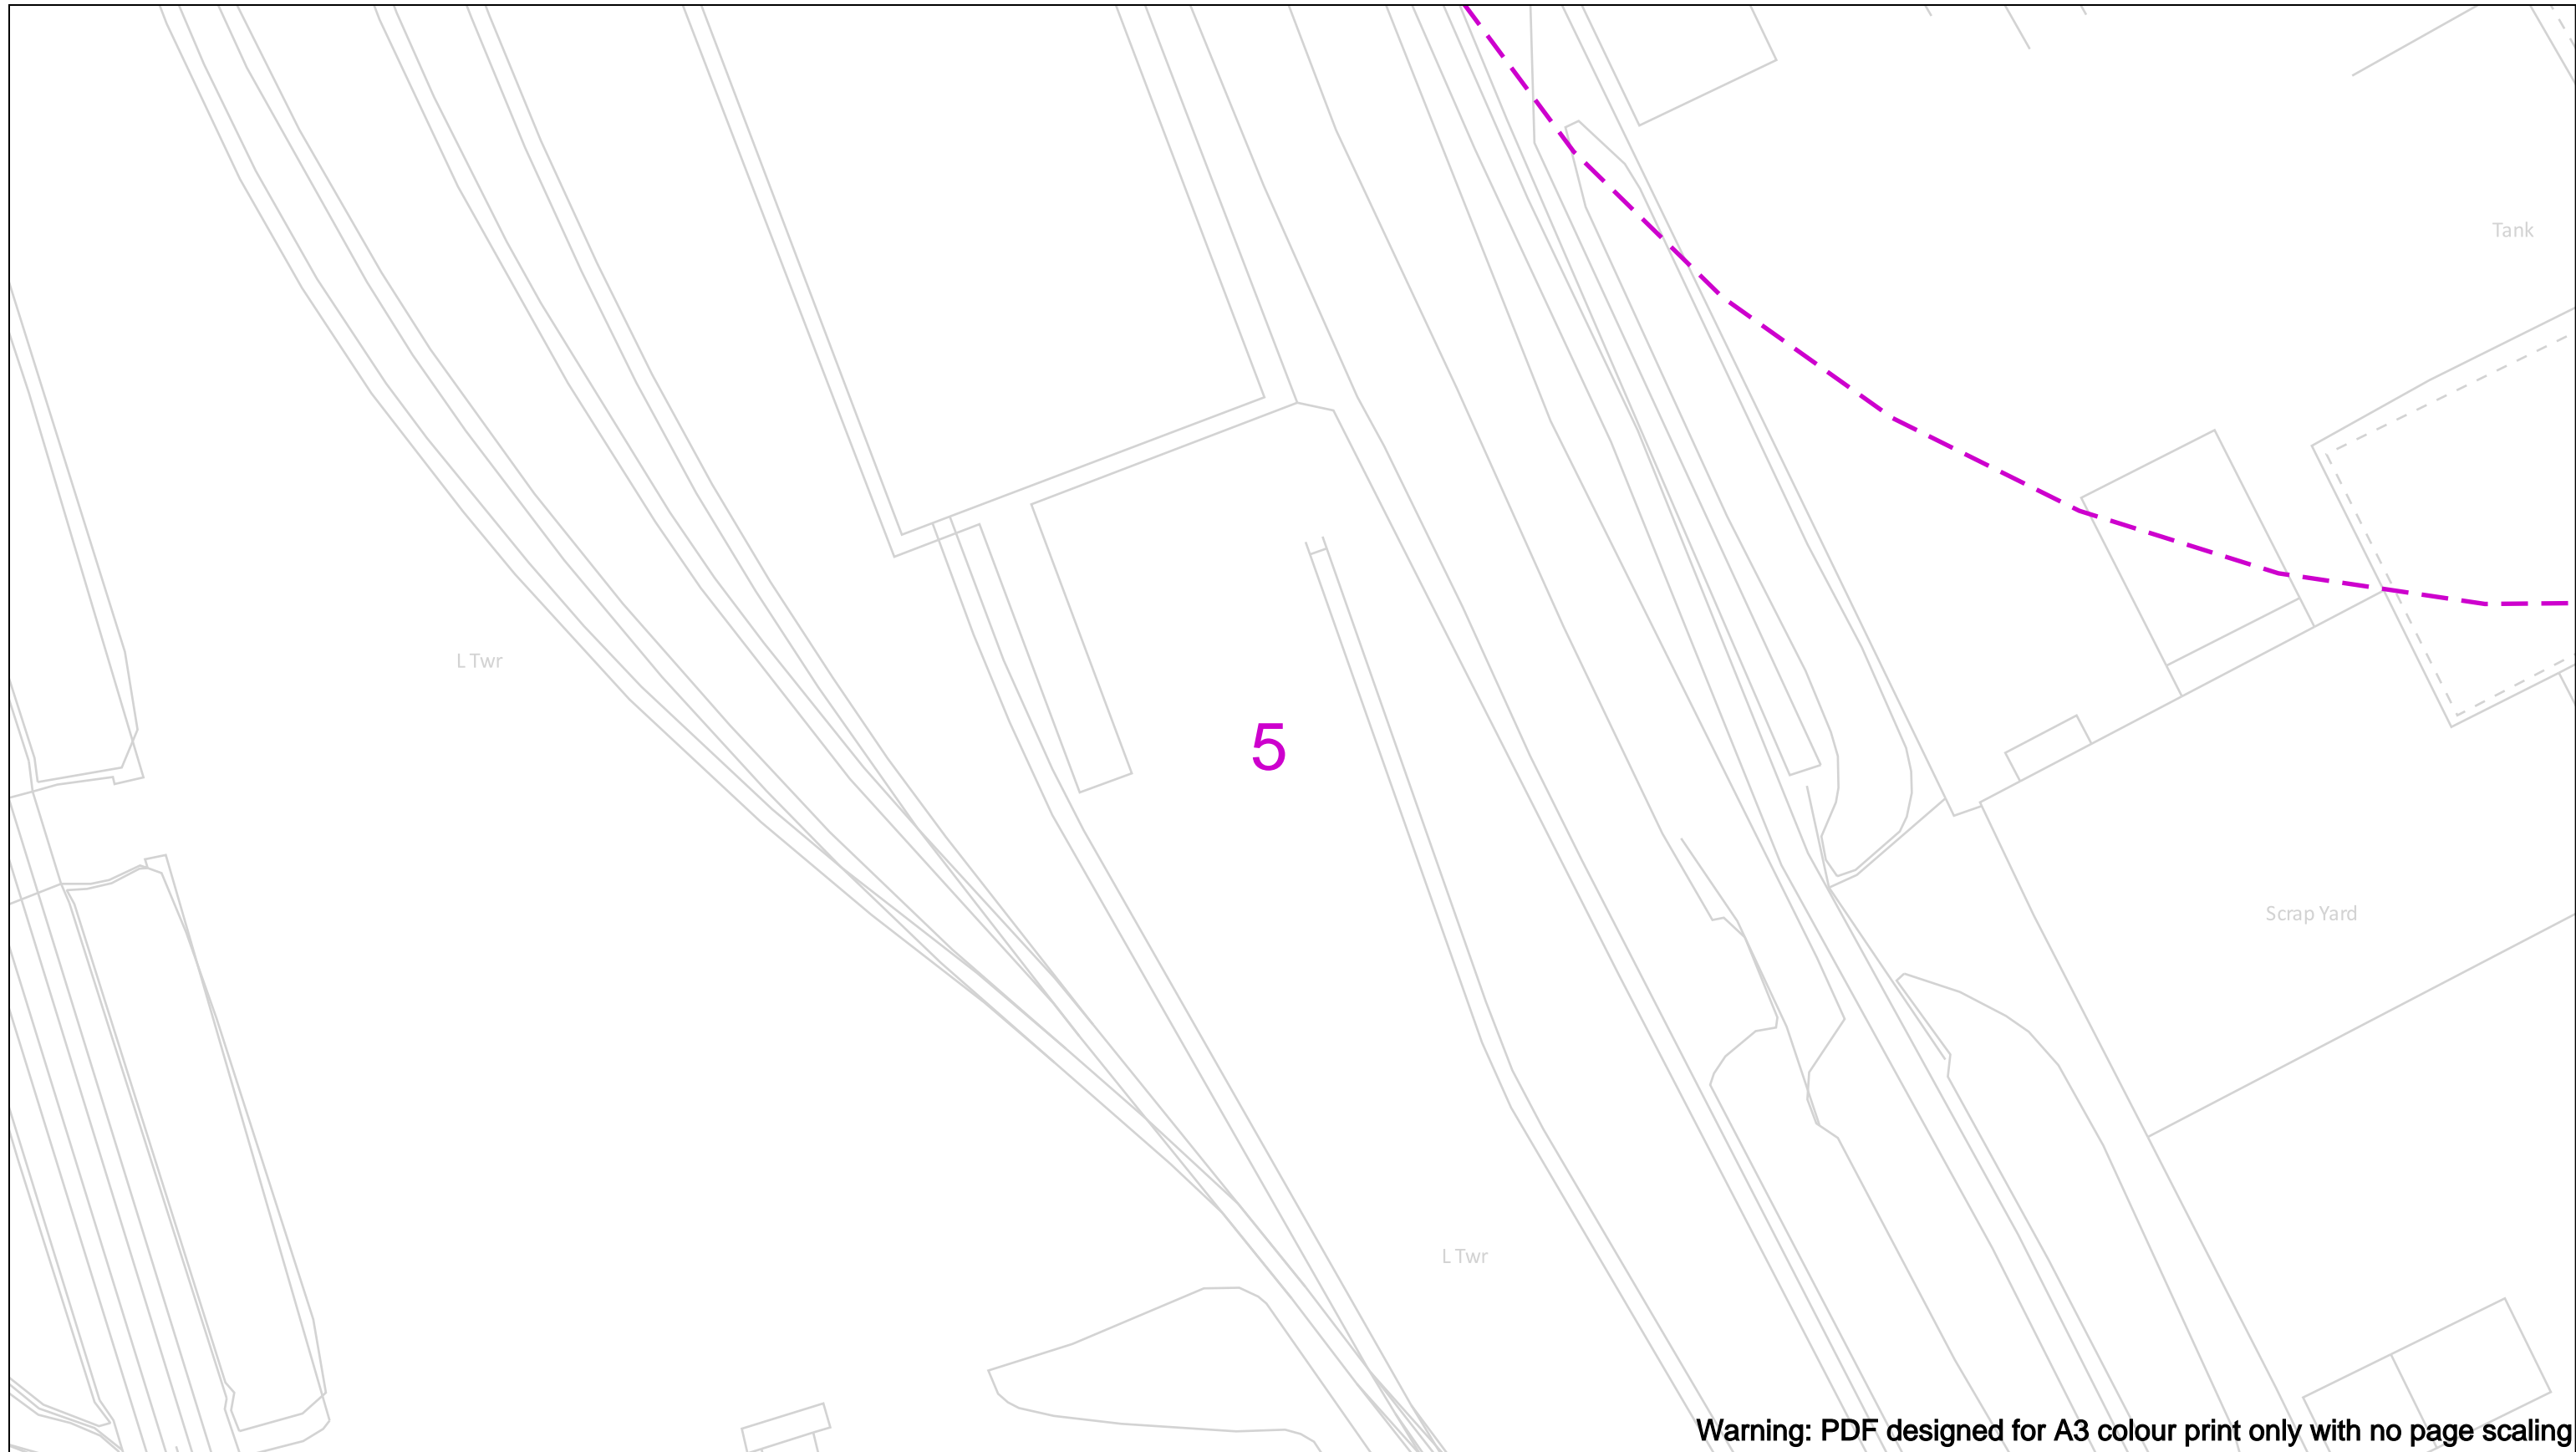 Tank
L Twr
5
Scrap Yard
L Twr
Warning: PDF designed for A3 colour print only with no page scaling